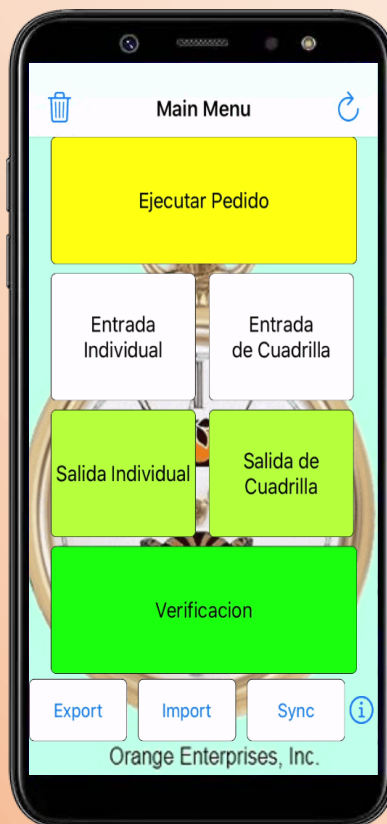 Main Menu
Ejecutar Pedido
Entrada
Individual
Entrada
de Cuadrilla
Salida Individual
Salida de
Cuadrilla
Verificacion
Export
Import
Sync
Orange Enterprises, Inc.